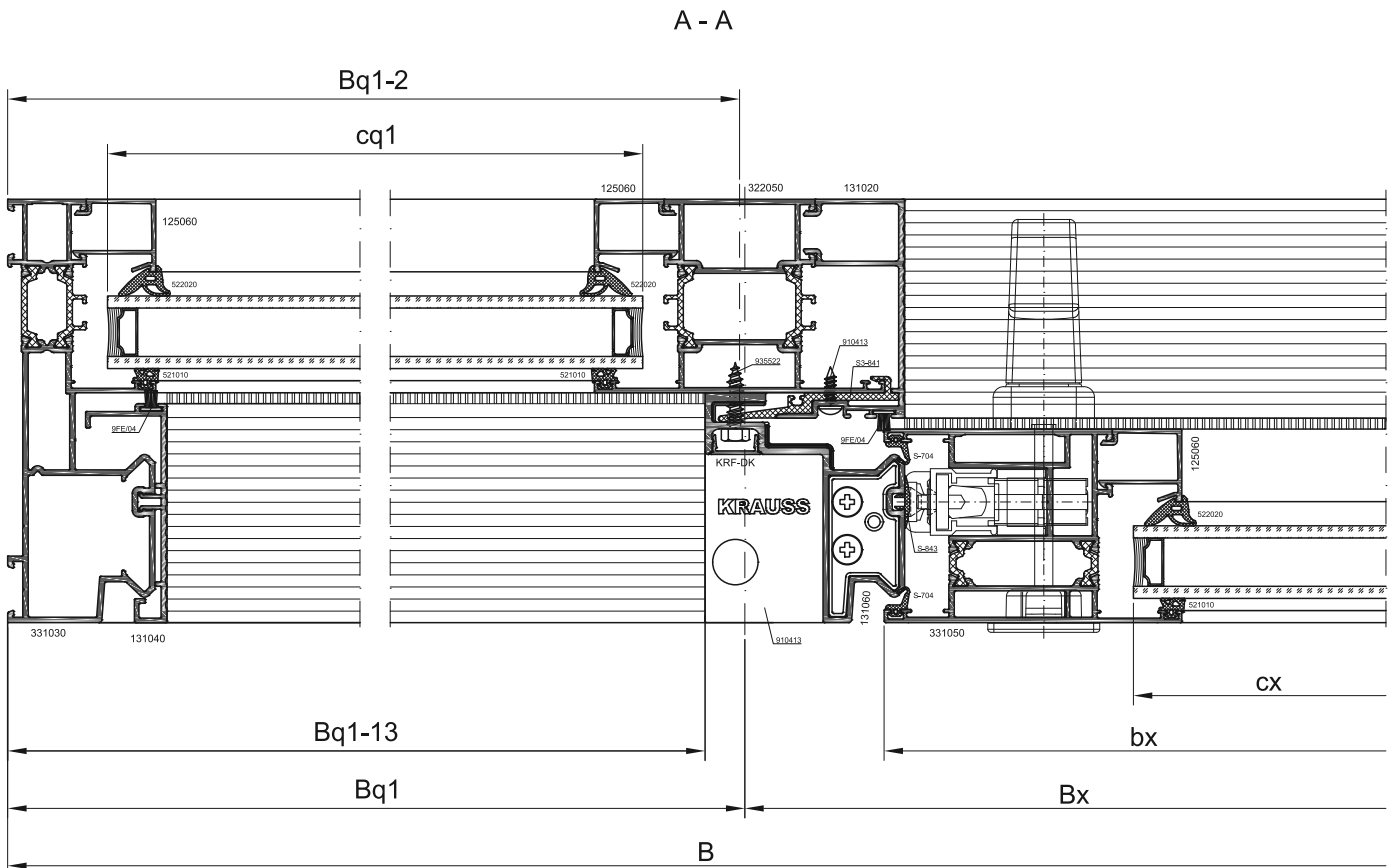 A - A
Bq1-2
cq1
125060
322050
131020
125060
522020
522020
910413
935522
S3-841
521010
521010
9FE/04
9FE/04
S-704
125060
KRF-DK
KRAUSS
522020
S-843
S-704
521010
131060
331030
131040
910413
331050
cx
Bq1-13
bx
Bq1
Bx
B